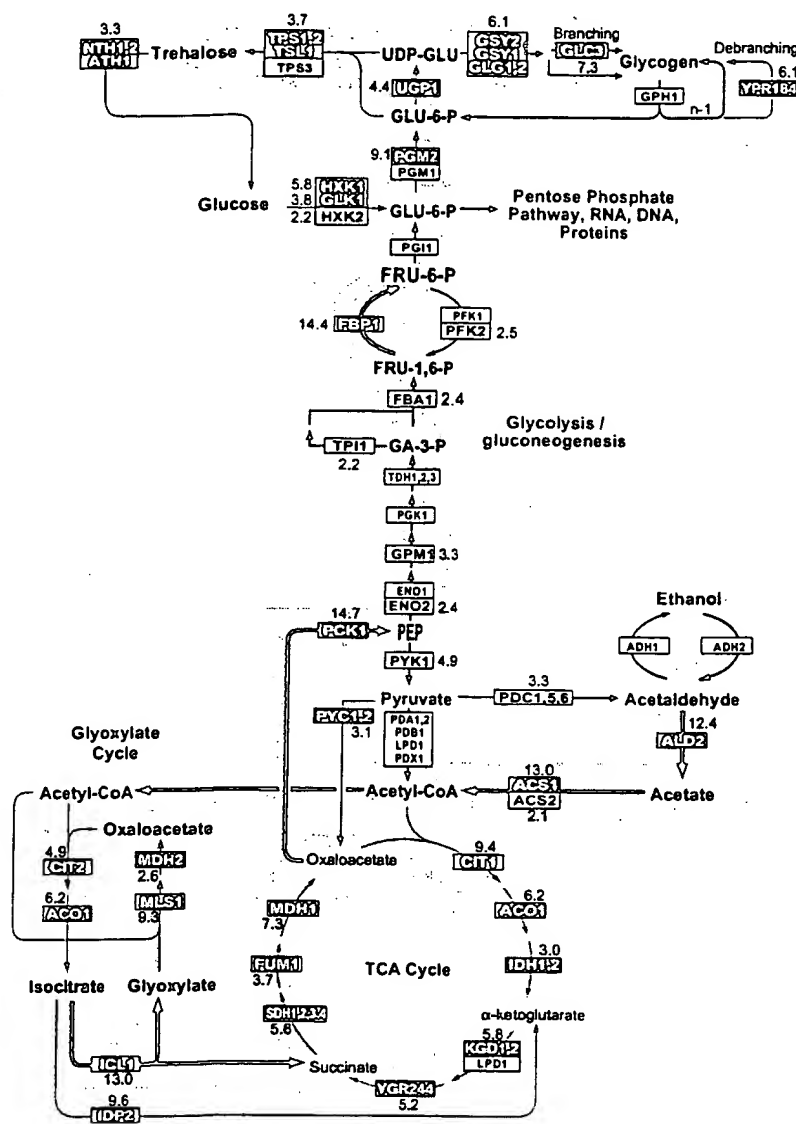 3.3
NTH1-2
ATH1
Trehalose
3.7
TPS1-2
TSL1
TPS3
UDP-GLU
6.1
GSY2
GSY1
GLG1-2
Branching
GLC3
7.3
Glycogen
Debranching
6.1
YPR184
GPH1
n-1
4.4
UGP1
GLU-6-P
9.1
PGM2
PGM1
Glucose
5.8
HXK1
3.8
GLK1
2.2
HXK2
GLU-6-P
Pentose Phosphate
Pathway, RNA, DNA,
Proteins
PGI1
FRU-6-P
14.4
FBP1
PFK1
PFK2
2.5
FRU-1,6-P
FBA1
2.4
Glycolysis /
gluconeogenesis
TPI1
2.2
GA-3-P
TDH1,2,3
PGK1
GPM1
3.3
ENO1
ENO2
2.4
14.7
PCK1
PEP
PYK1
4.9
Ethanol
ADH1
ADH2
Pyruvate
3.3
PDC1,5,6
Acetaldehyde
PYC1-2
3.1
PDA1,2
PDB1
LPD1
PDX1
12.4
ALD2
Glyoxylate
Cycle
Acetyl-CoA
Acetyl-CoA
13.0
ACS1
ACS2
2.1
Acetate
Oxaloacetate
4.9
CIT2
MDH2
2.6
Oxaloacetate
9.4
CIT1
6.2
ACO1
IMLS1
9.3
MDH1
7.3
6.2
ACO1
3.0
IDH1-2
FUM1
3.7
TCA Cycle
Isocitrate
Glyoxylate
SDH1-2-3,4
5.6
α-ketoglutarate
5.8
KGD1-2
LPD1
ICL1
13.0
Succinate
YGR244
5.2
9.6
IDP2